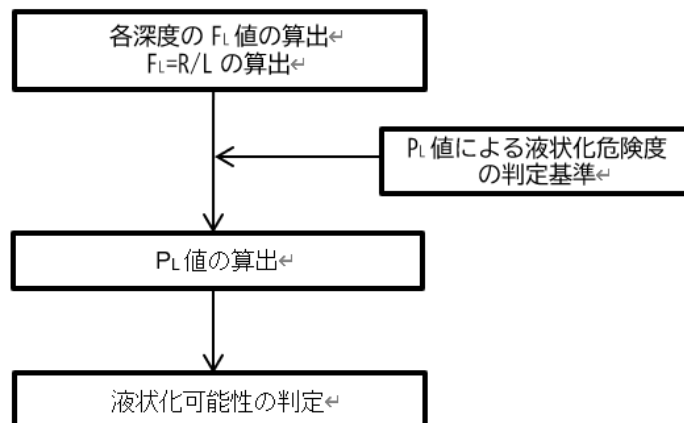 各深度の FL 値の算出↵
FL=R/L の算出↵
PL 値による液状化危険度
の判定基準↵
PL 値の算出↵
液状化可能性の判定↵